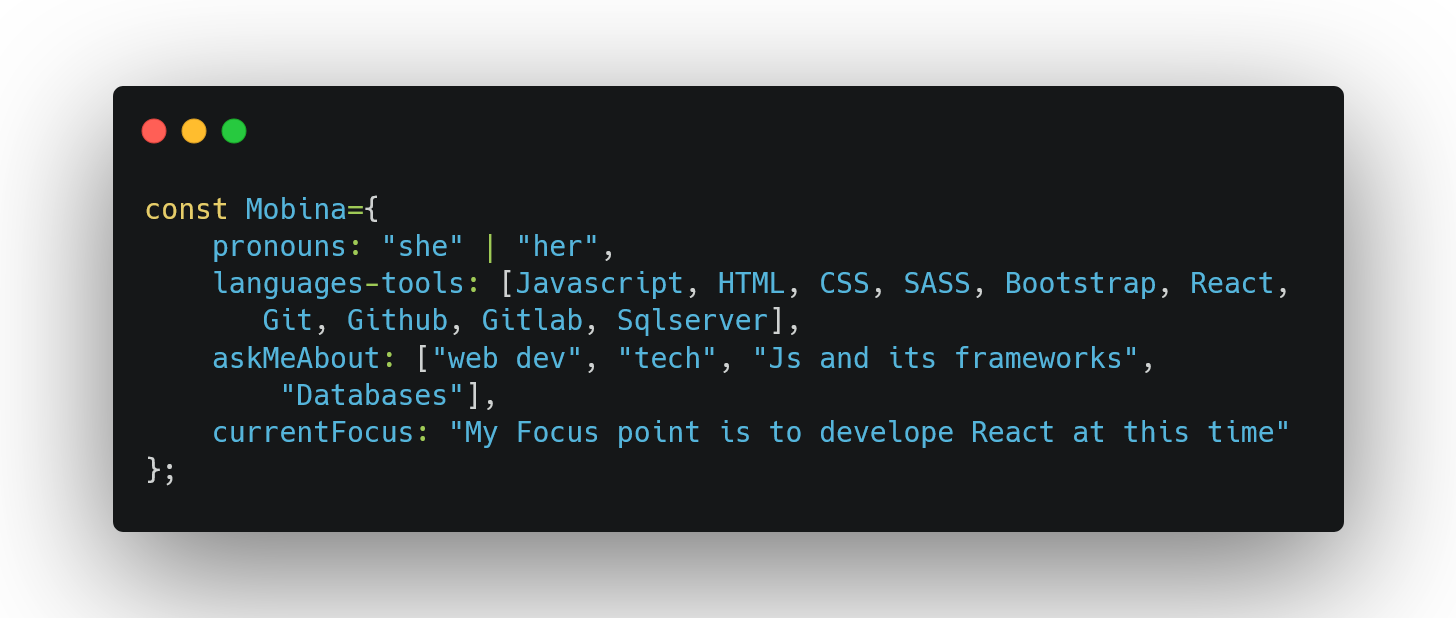 const Mobina={
    pronouns: "she" | "her",
    languages-tools: [Javascript, HTML, CSS, SASS, Bootstrap, React,
       Git, Github, Gitlab, Sqlserver],
    askMeAbout: ["web dev", "tech", "Js and its frameworks",
        "Databases"],
    currentFocus: "My Focus point is to develope React at this time"
};